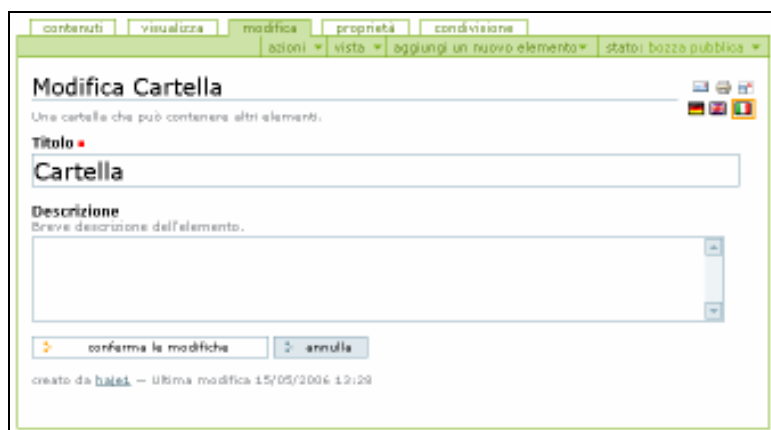 contenuti visualizza modifica proprietà condivisione
azioni vista aggiungi un nuovo elemento stato: bozza pubblica
Modifica Cartella
Una cartella che può contenere altri elementi.
Titolo
Cartella
Descrizione
Breve descrizione dell'elemento.
conferma le modifiche annulla
creato da haje1 — Ultima modifica 15/05/2006 13:28